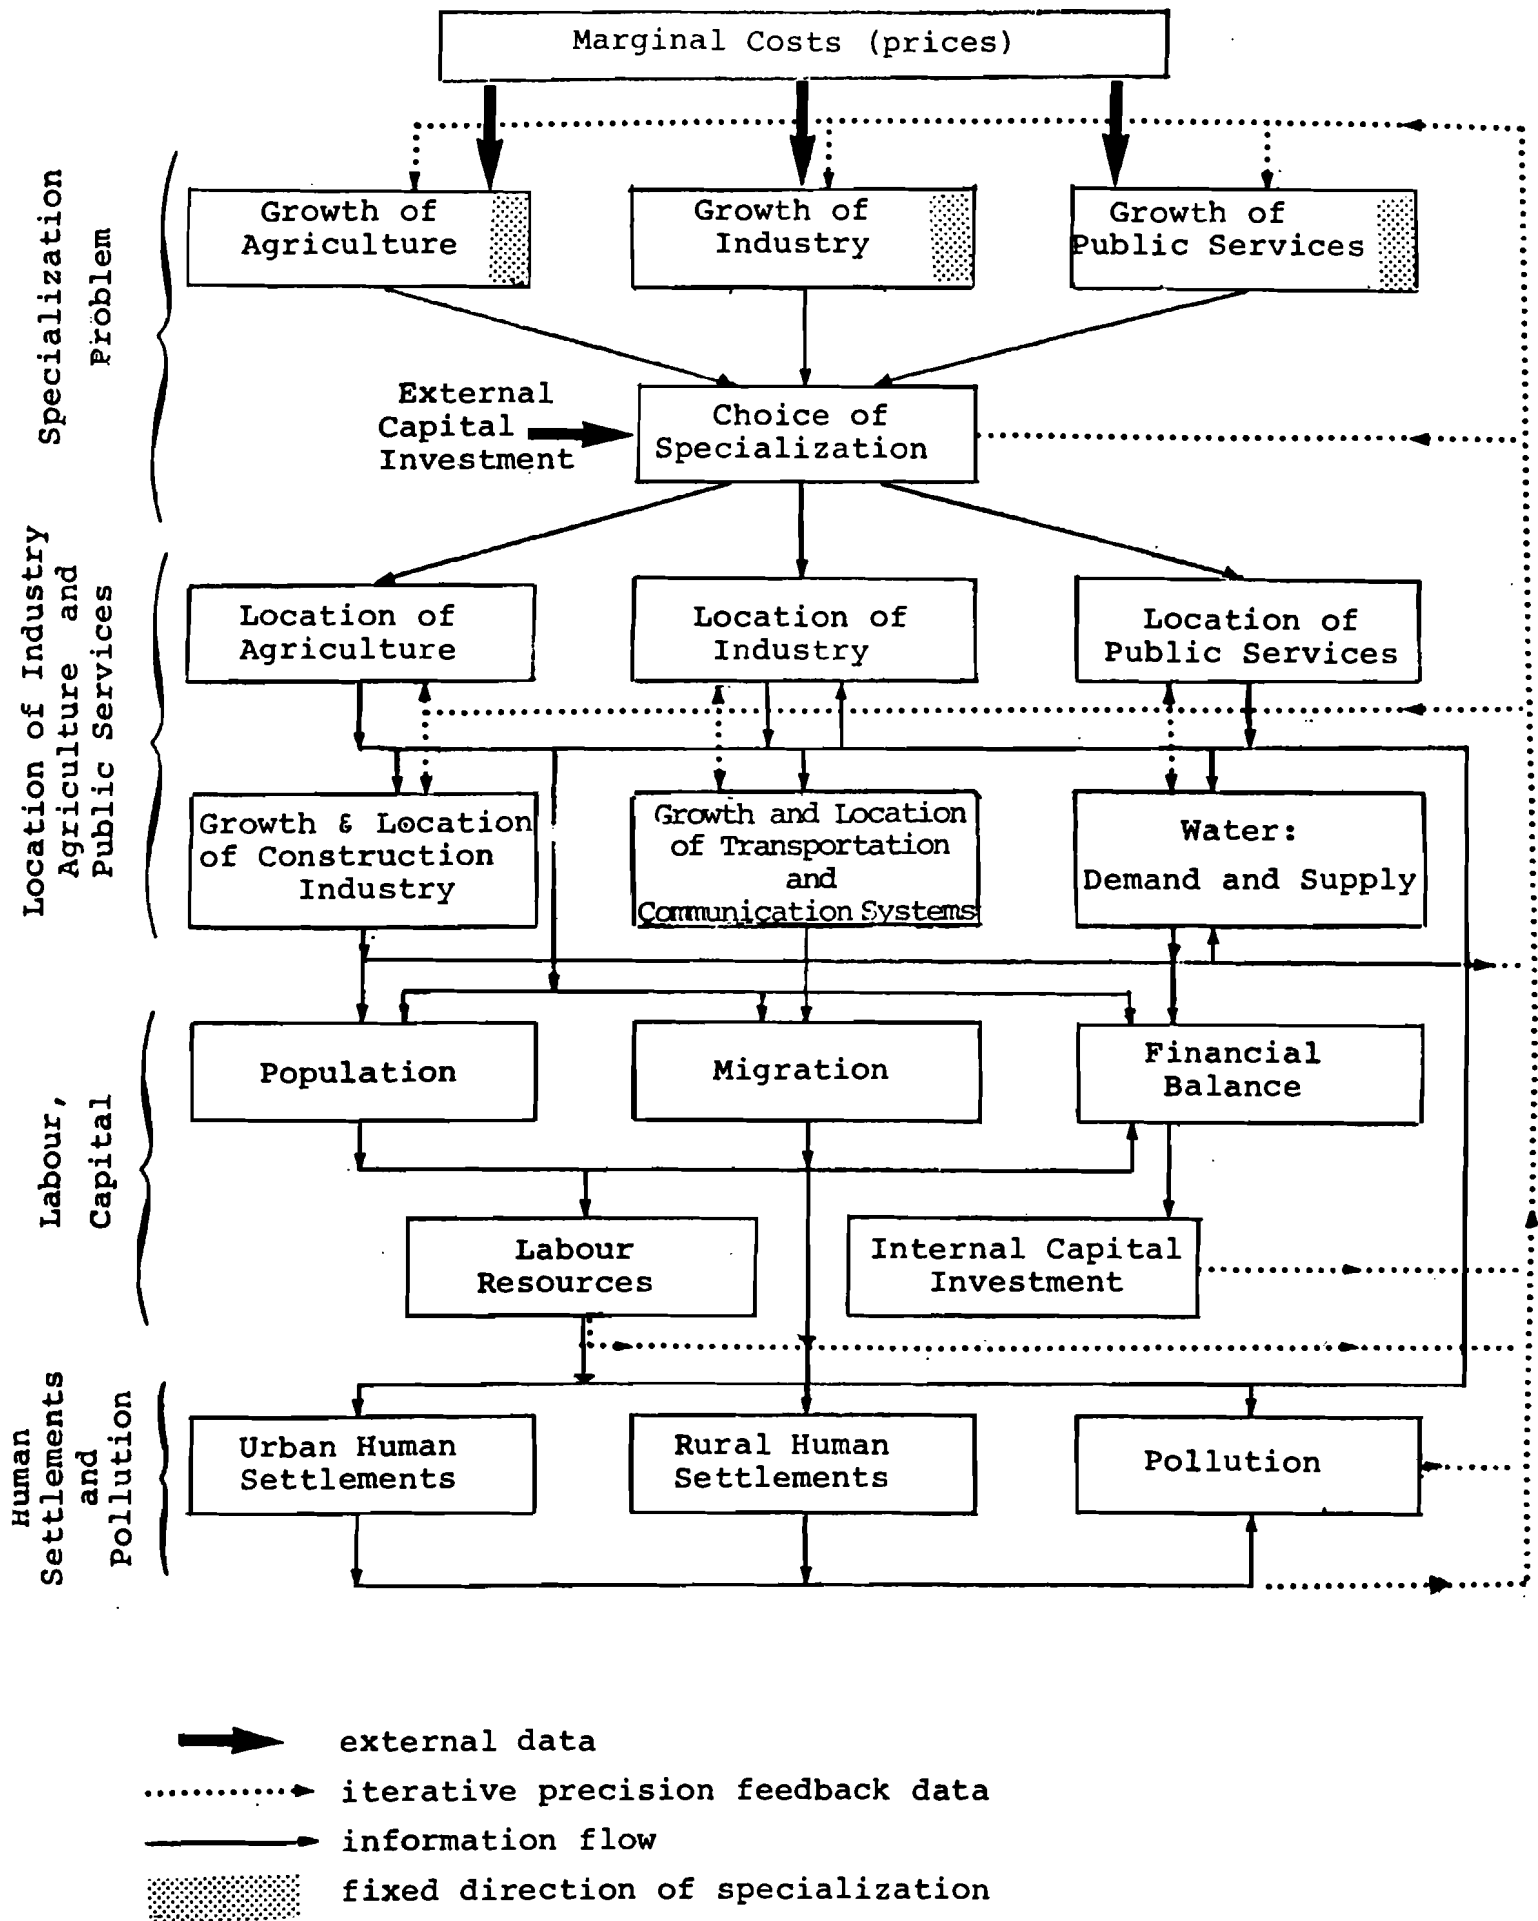 Marginal Costs (prices)
Specialization
Problem
Growth of
Agriculture
Growth of
Industry
Growth of
Public Services
External
Capital
Investment
Choice of
Specialization
Location of Industry
Agriculture and
Public Services
Location of
Agriculture
Location of
Industry
Location of
Public Services
Growth & Location
of Construction
Industry
Growth and Location
of Transportation
and
Communication Systems
Water:
Demand and Supply
Labour,
Capital
Population
Migration
Financial
Balance
Labour
Resources
Internal Capital
Investment
Human
Settlements
and
Pollution
Urban Human
Settlements
Rural Human
Settlements
Pollution
external data
iterative precision feedback data
information flow
fixed direction of specialization